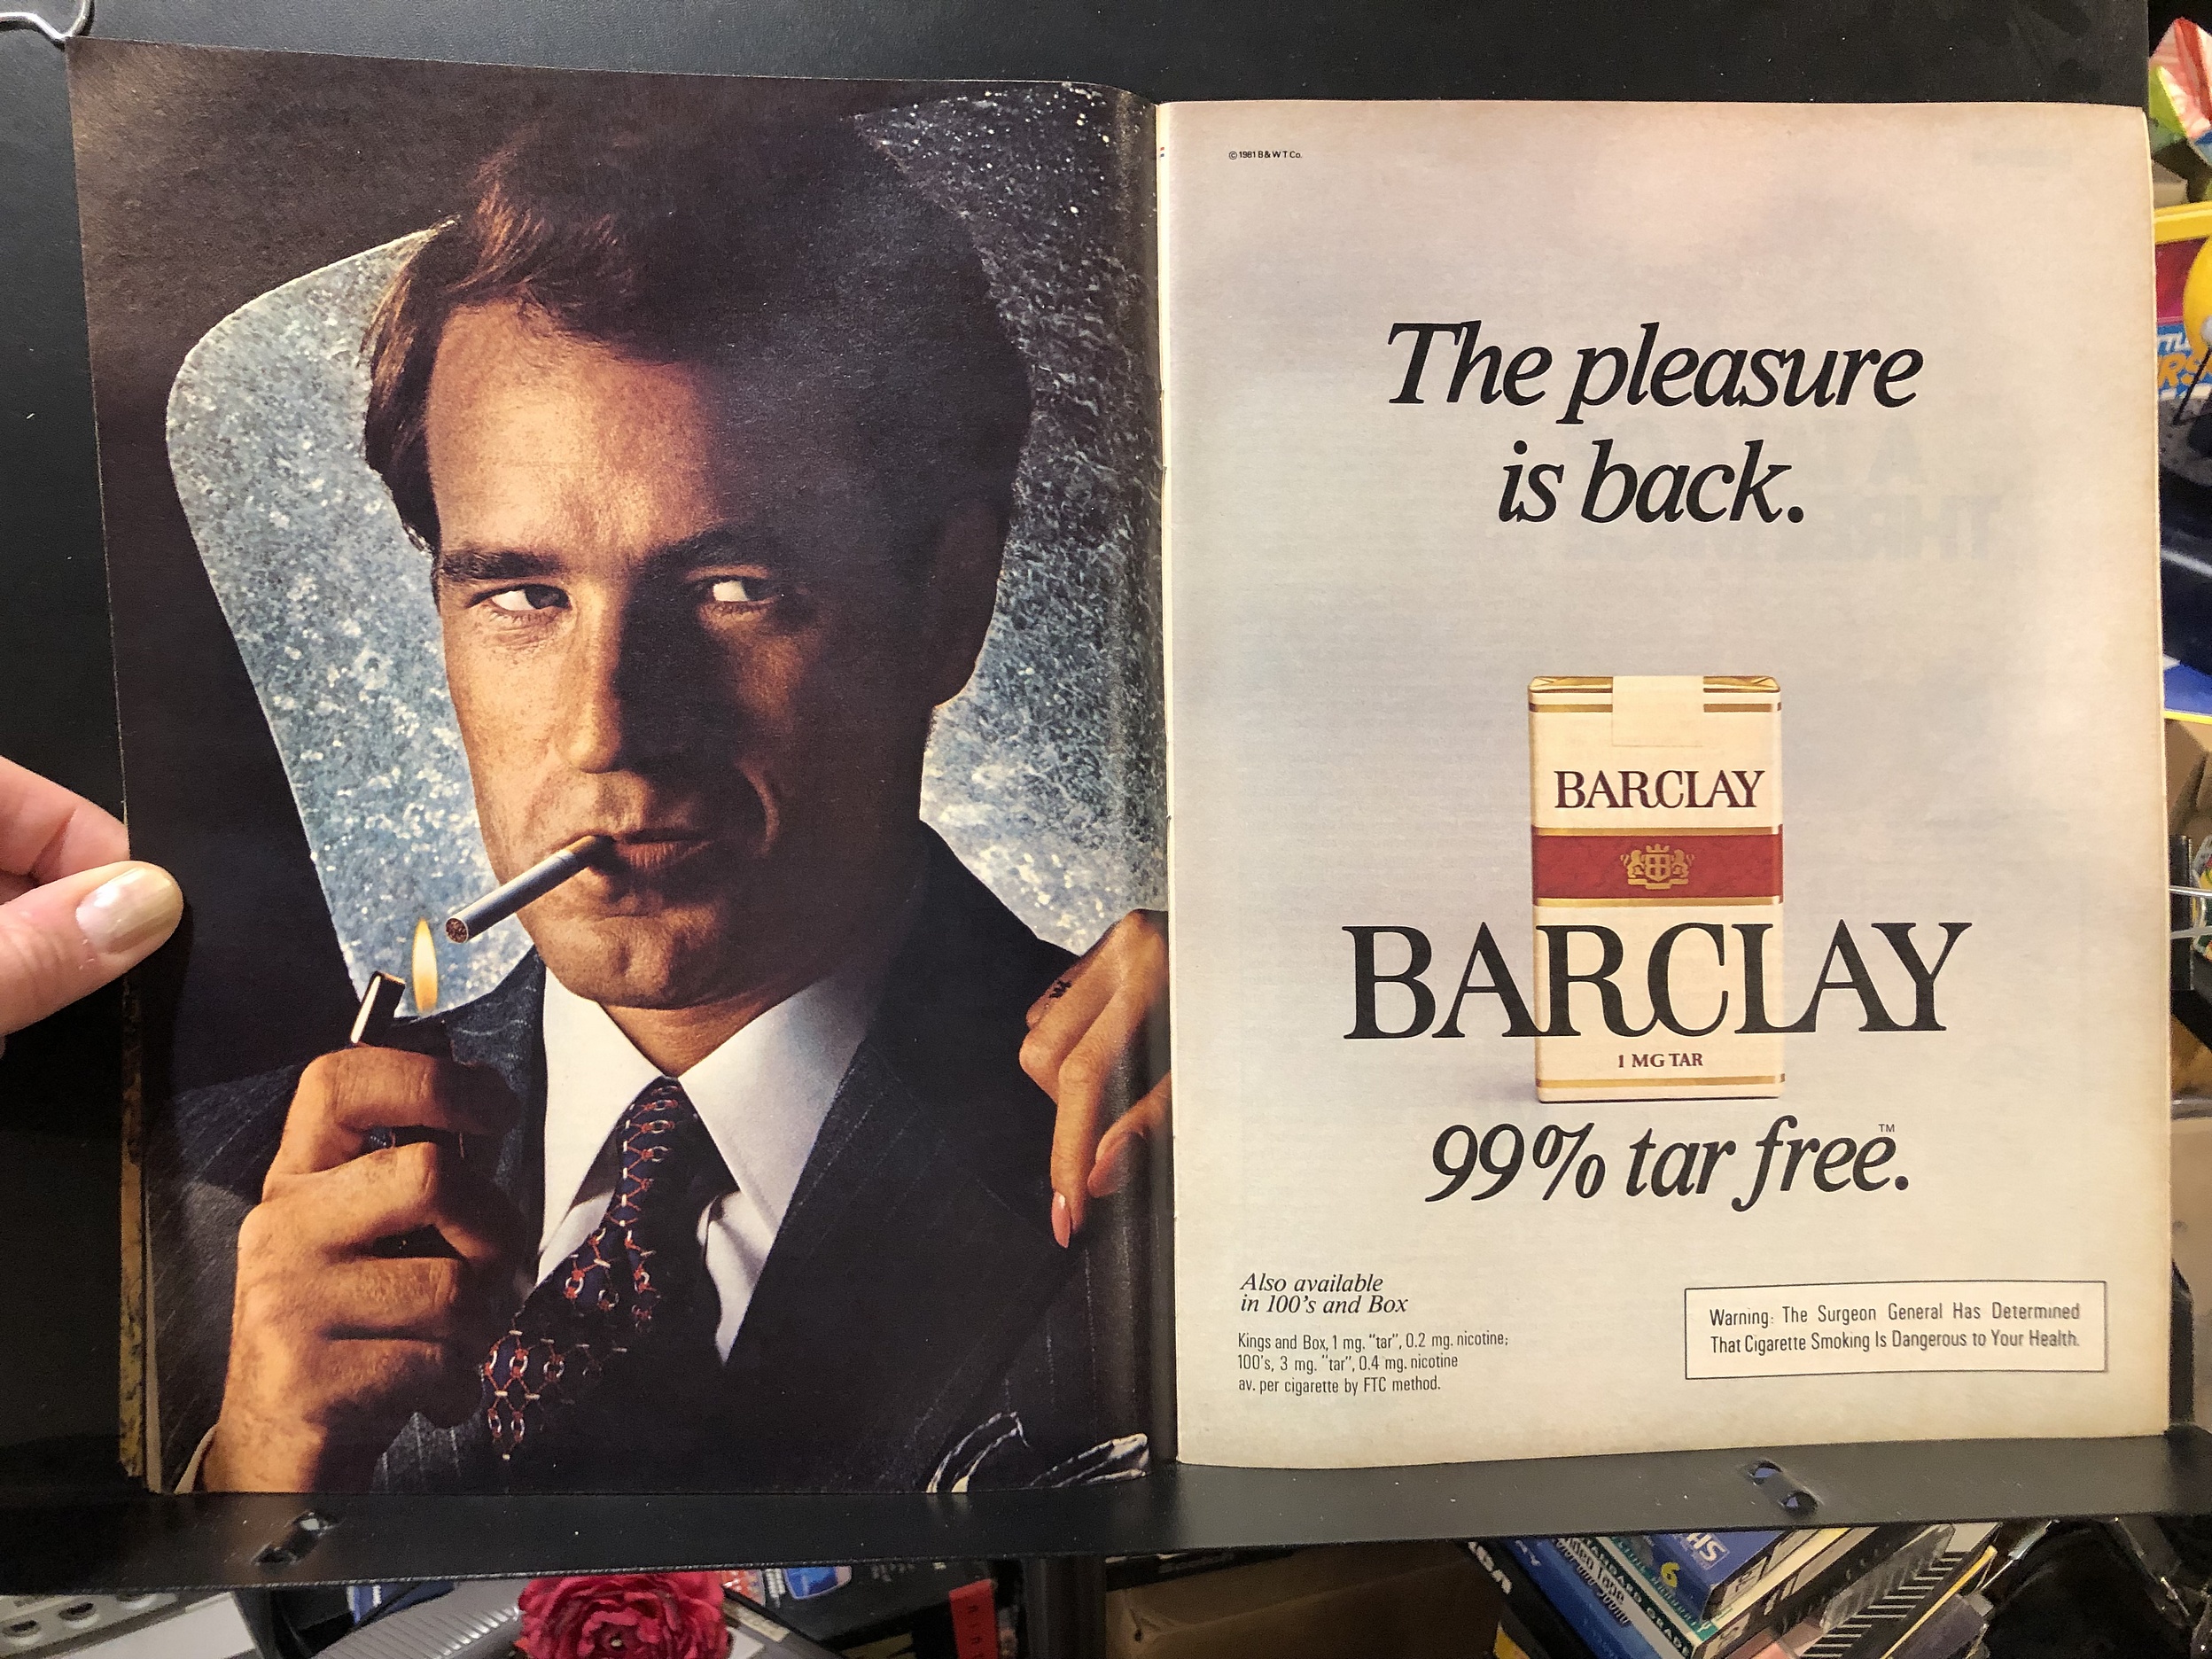 © 1981 B&W T Co.
The pleasure
is back.
BARCLAY
BARCLAY
1 MG TAR
99% tar free.™
Also available
in 100's and Box
Kings and Box, 1 mg. "tar", 0.2 mg. nicotine;
100's, 3 mg. "tar", 0.4 mg. nicotine
av. per cigarette by FTC method.
Warning: The Surgeon General Has Determined
That Cigarette Smoking Is Dangerous to Your Health.
VHS
6